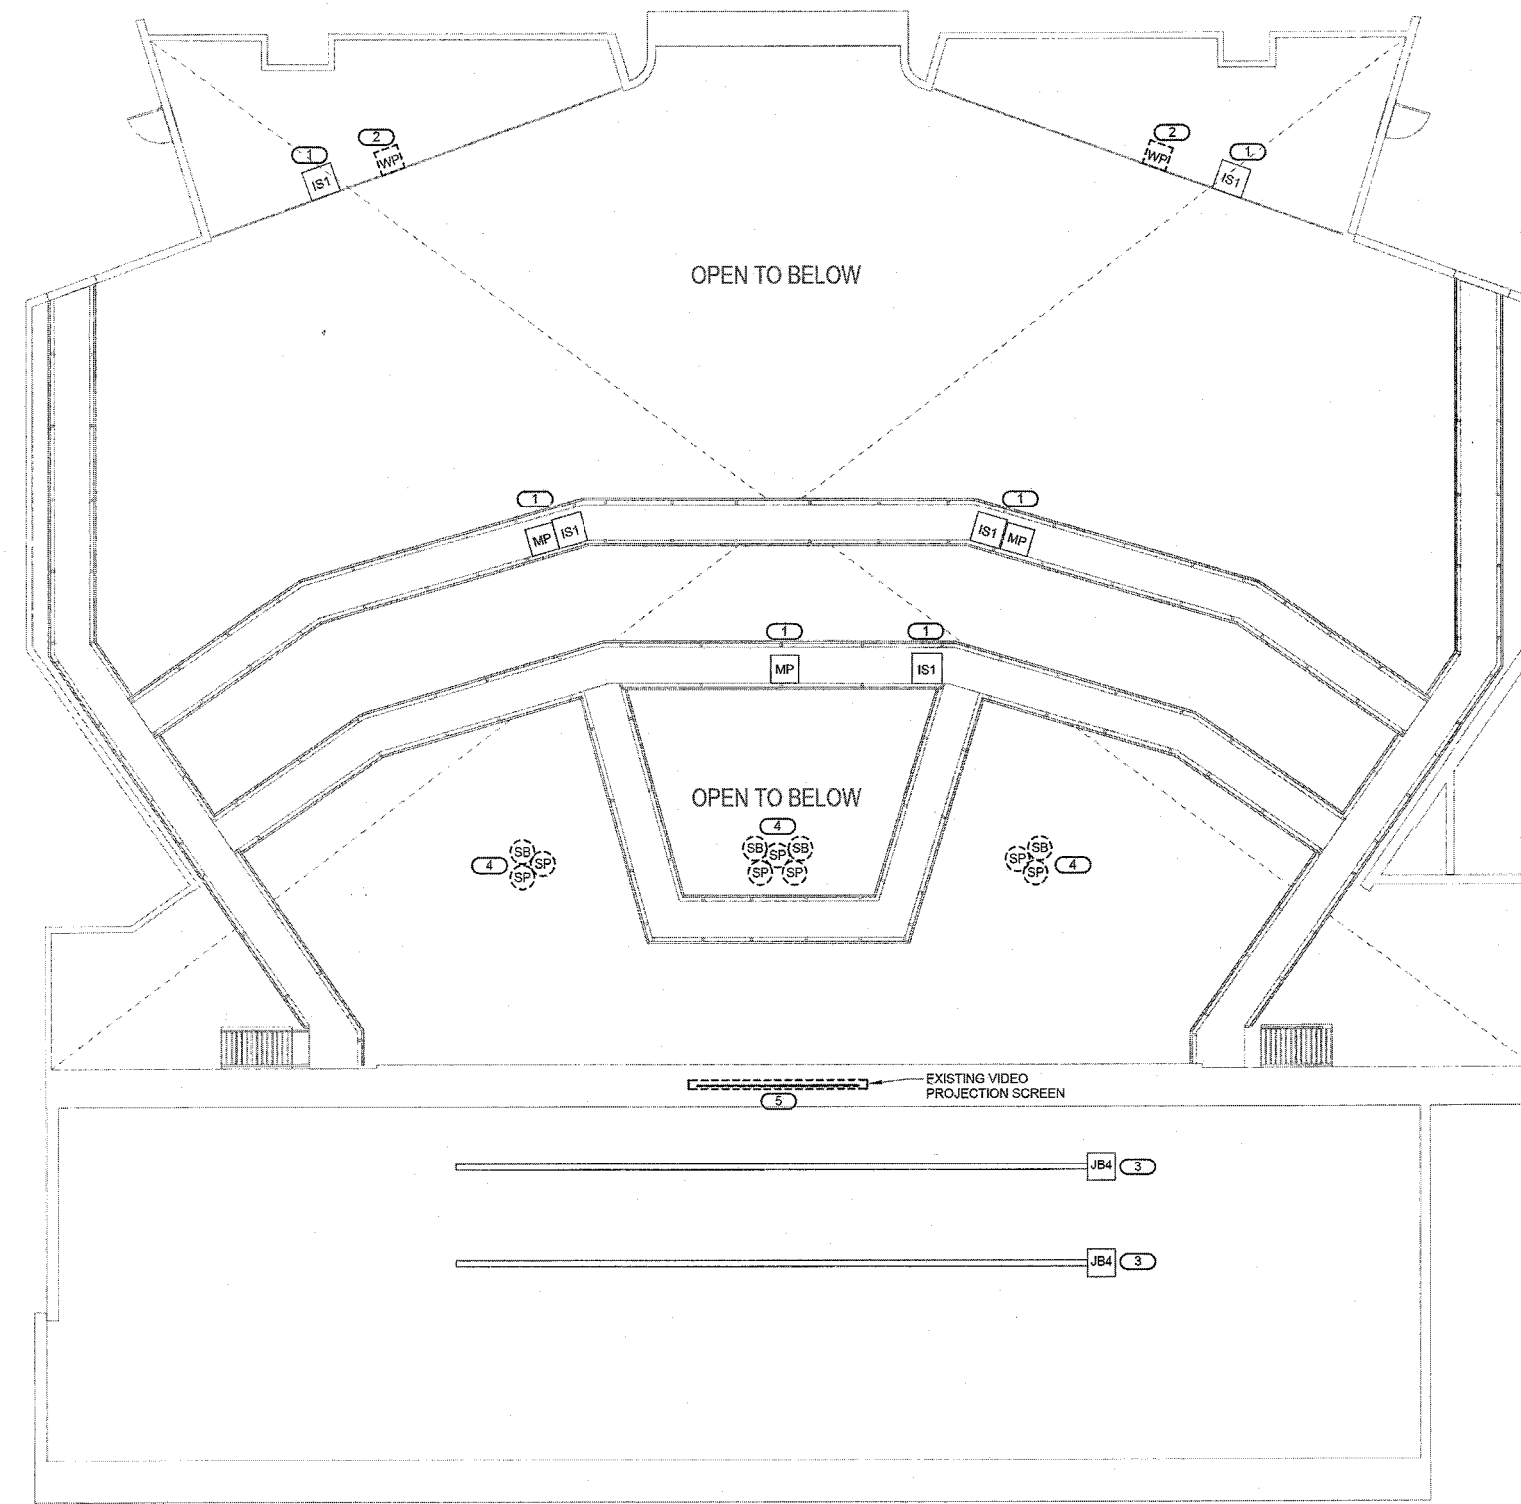 2
2
1
1
WP
WP
IS1
IS1
OPEN TO BELOW
1
1
MP
IS1
IS1
MP
1
1
MP
IS1
OPEN TO BELOW
4
SB
SB
SP
SP
SP
4
SB
SP
SP
SB
SP
SP
4
EXISTING VIDEO
PROJECTION SCREEN
5
JB4
3
JB4
3